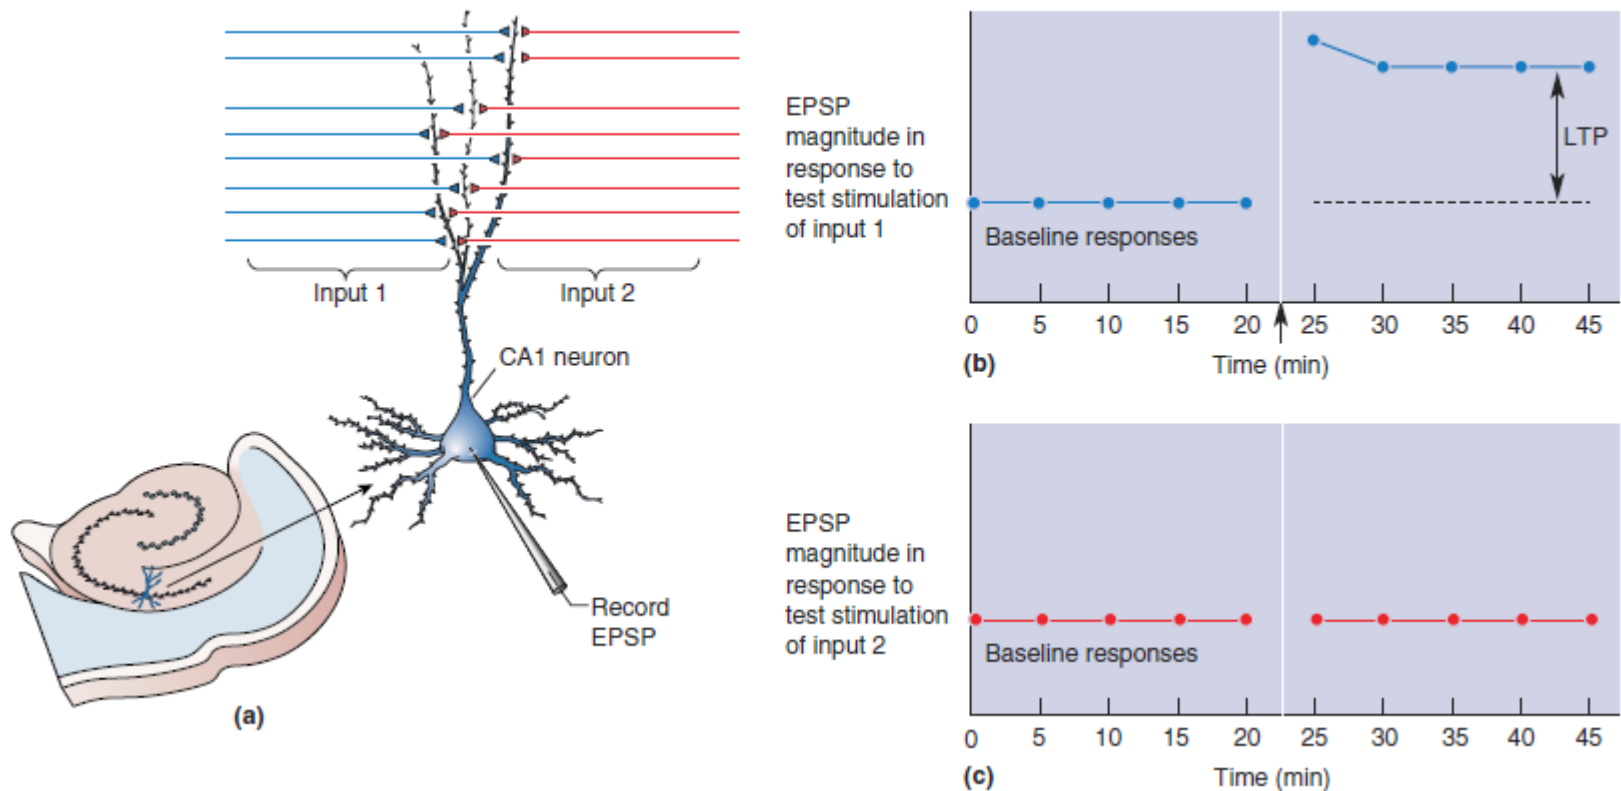 Input 1
Input 2
CA1 neuron
Record
EPSP
(a)
EPSP
magnitude in
response to
test stimulation
of input 1
LTP
Baseline responses
0 5 10 15 20 25 30 35 40 45
(b)
Time (min)
EPSP
magnitude in
response to
test stimulation
of input 2
Baseline responses
0 5 10 15 20 25 30 35 40 45
(c)
Time (min)